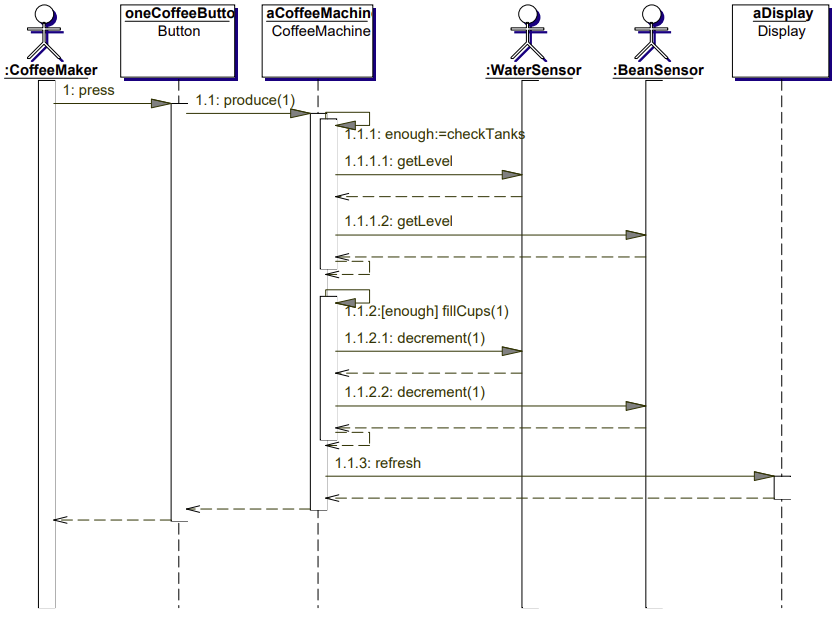 oneCoffeeButto
Button
aCoffeeMachin
CoffeeMachine
aDisplay
Display
:CoffeeMaker
:WaterSensor
:BeanSensor
1: press
1.1: produce(1)
1.1.1: enough:=checkTanks
1.1.1.1: getLevel
1.1.1.2: getLevel
1.1.2:[enough] fillCups(1)
1.1.2.1: decrement(1)
1.1.2.2: decrement(1)
1.1.3: refresh